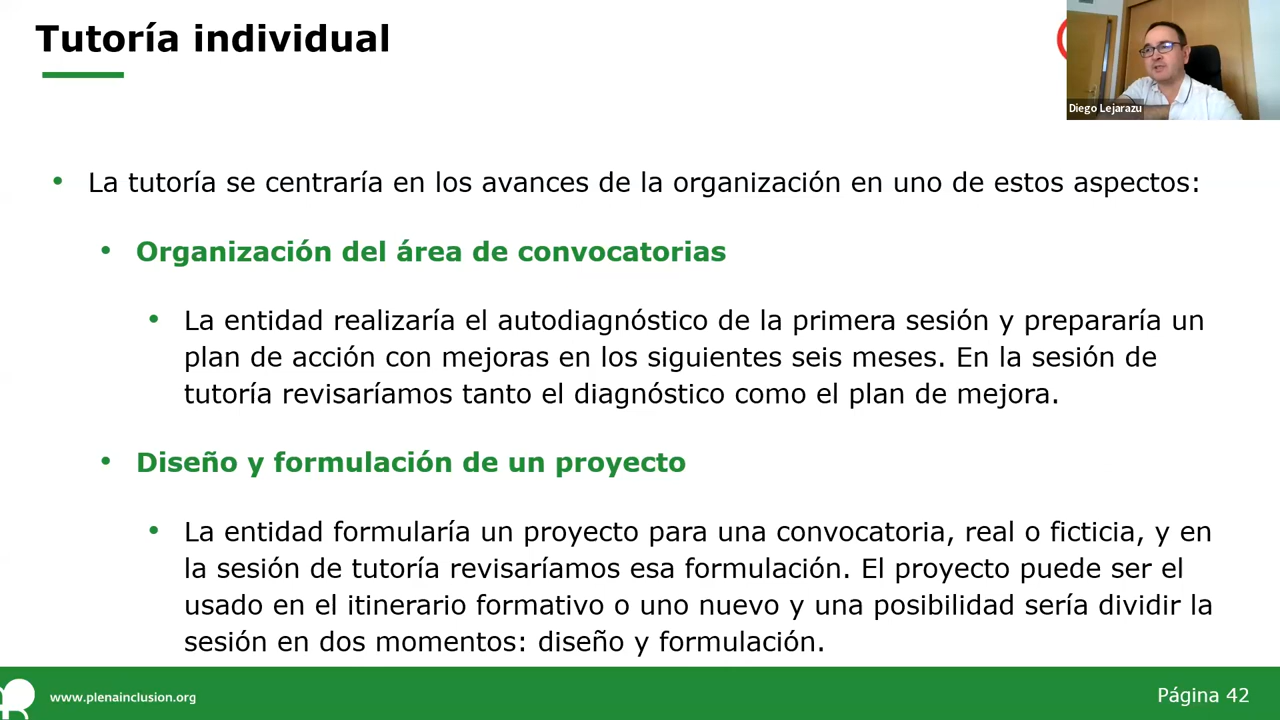 Tutoría individual
Diego Lejarazu
• La tutoría se centraría en los avances de la organización en uno de estos aspectos:
• Organización del área de convocatorias
• La entidad realizaría el autodiagnóstico de la primera sesión y prepararía un
plan de acción con mejoras en los siguientes seis meses. En la sesión de
tutoría revisaríamos tanto el diagnóstico como el plan de mejora.
• Diseño y formulación de un proyecto
• La entidad formularía un proyecto para una convocatoria, real o ficticia, y en
la sesión de tutoría revisaríamos esa formulación. El proyecto puede ser el
usado en el itinerario formativo o uno nuevo y una posibilidad sería dividir la
sesión en dos momentos: diseño y formulación.
www.plenainclusion.org
Página 42